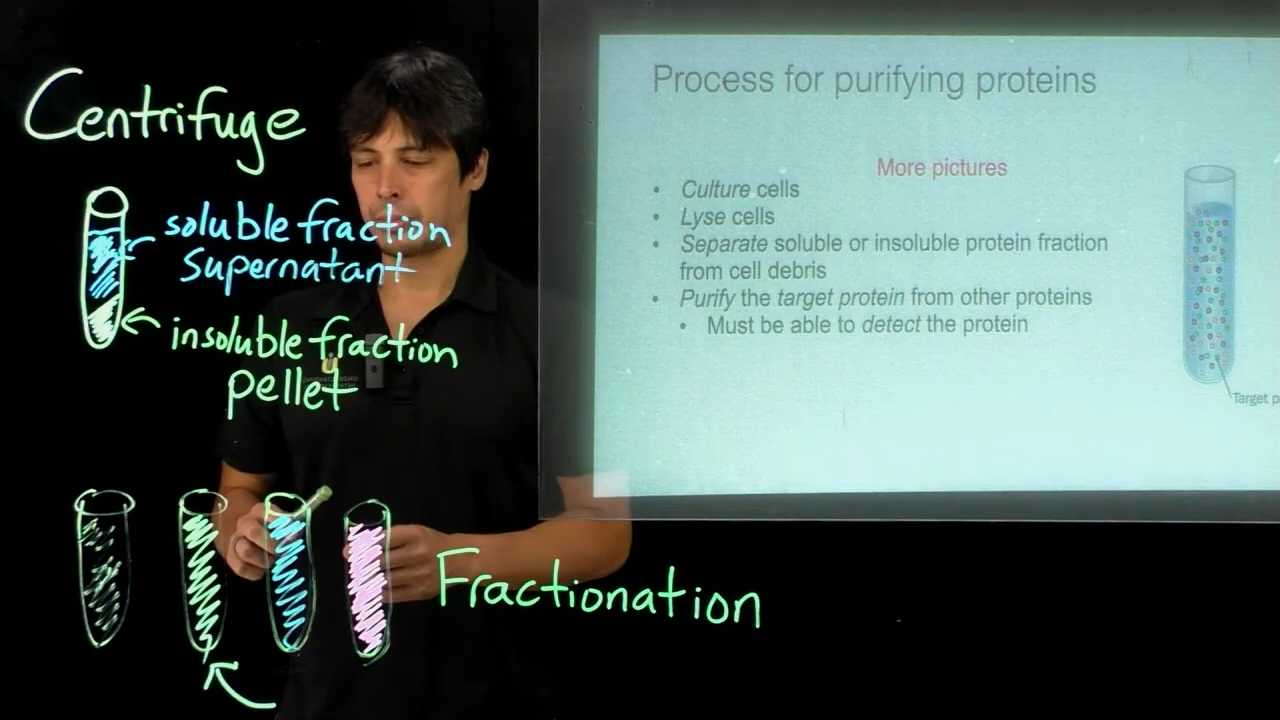 Centrifuge
soluble fraction
supernatant
insoluble fraction
pellet
Fractionation
Process for purifying proteins
More pictures
• Culture cells
• Lyse cells
• Separate soluble or insoluble protein fraction
from cell debris
• Purify the target protein from other proteins
• Must be able to detect the protein
Target p